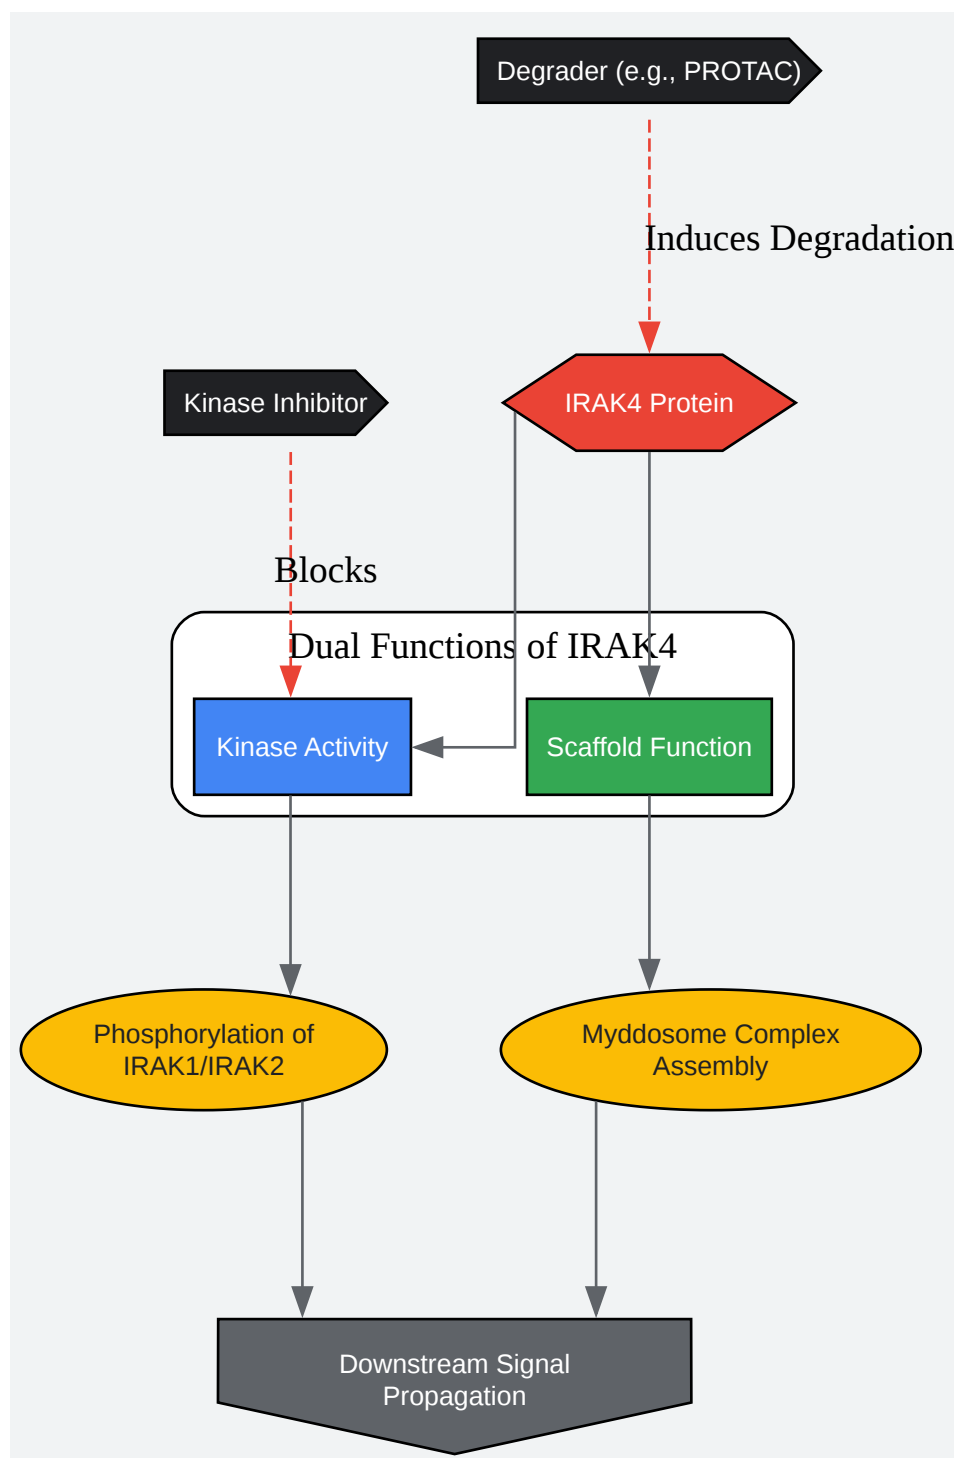 Degrader (e.g., PROTAC)
Induces Degradation
Kinase Inhibitor
IRAK4 Protein
Blocks
Dual Functions of IRAK4
Kinase Activity
Scaffold Function
Phosphorylation of
IRAK1/IRAK2
Myddosome Complex
Assembly
Downstream Signal
Propagation